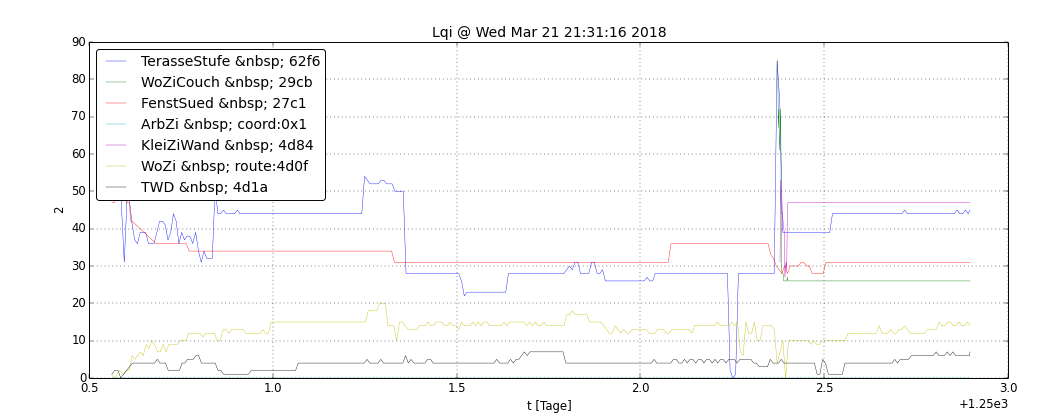 Lqi @ Wed Mar 21 21:31:16 2018
90
80
70
60
50
40
30
20
10
0
2
TerasseStufe &nbsp; 62f6
WoZiCouch &nbsp; 29cb
FenstSued &nbsp; 27c1
ArbZi &nbsp; coord:0x1
KleiZiWand &nbsp; 4d84
WoZi &nbsp; route:4d0f
TWD &nbsp; 4d1a
0.5 1.0 1.5 2.0 2.5 3.0
t [Tage]
+1.25e3